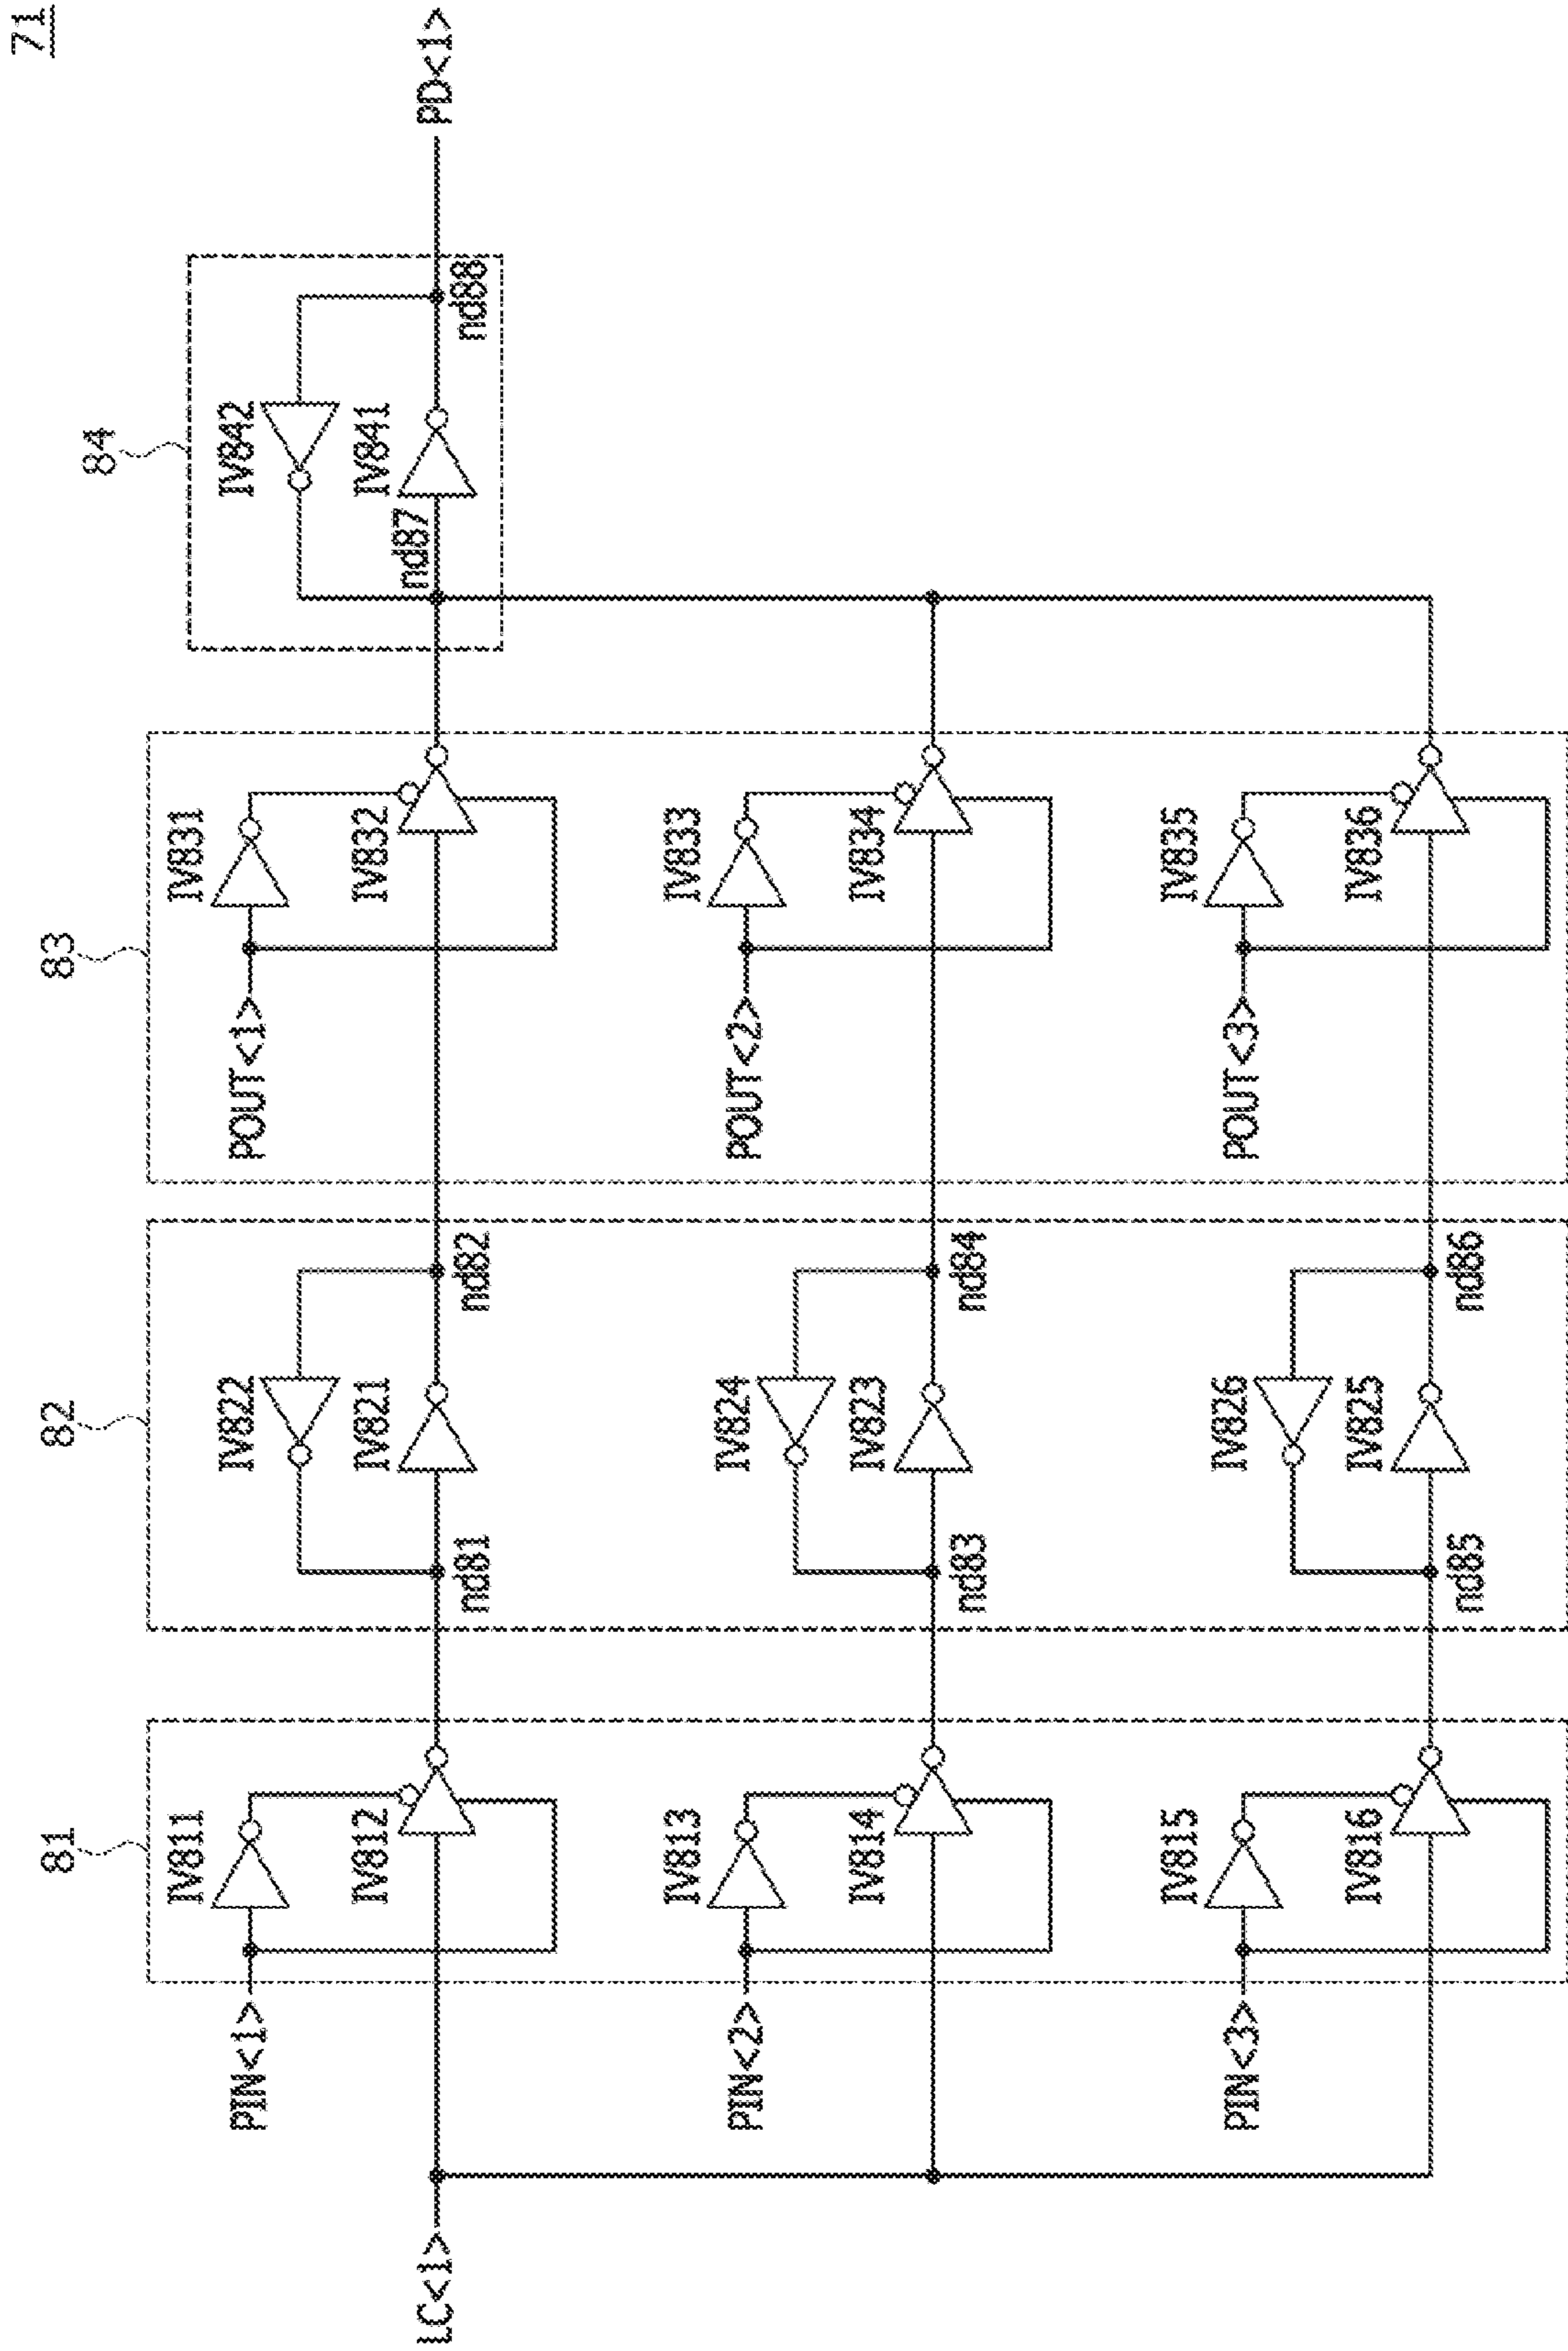 71
81
82
83
84
LC<1>
PIN<1>
IV811
IV812
nd81
IV822
IV821
nd82
POUT<1>
IV831
IV832
nd87
IV842
IV841
nd88
PD<1>
PIN<2>
IV813
IV814
nd83
IV824
IV823
nd84
POUT<2>
IV833
IV834
PIN<3>
IV815
IV816
nd85
IV826
IV825
nd86
POUT<3>
IV835
IV836